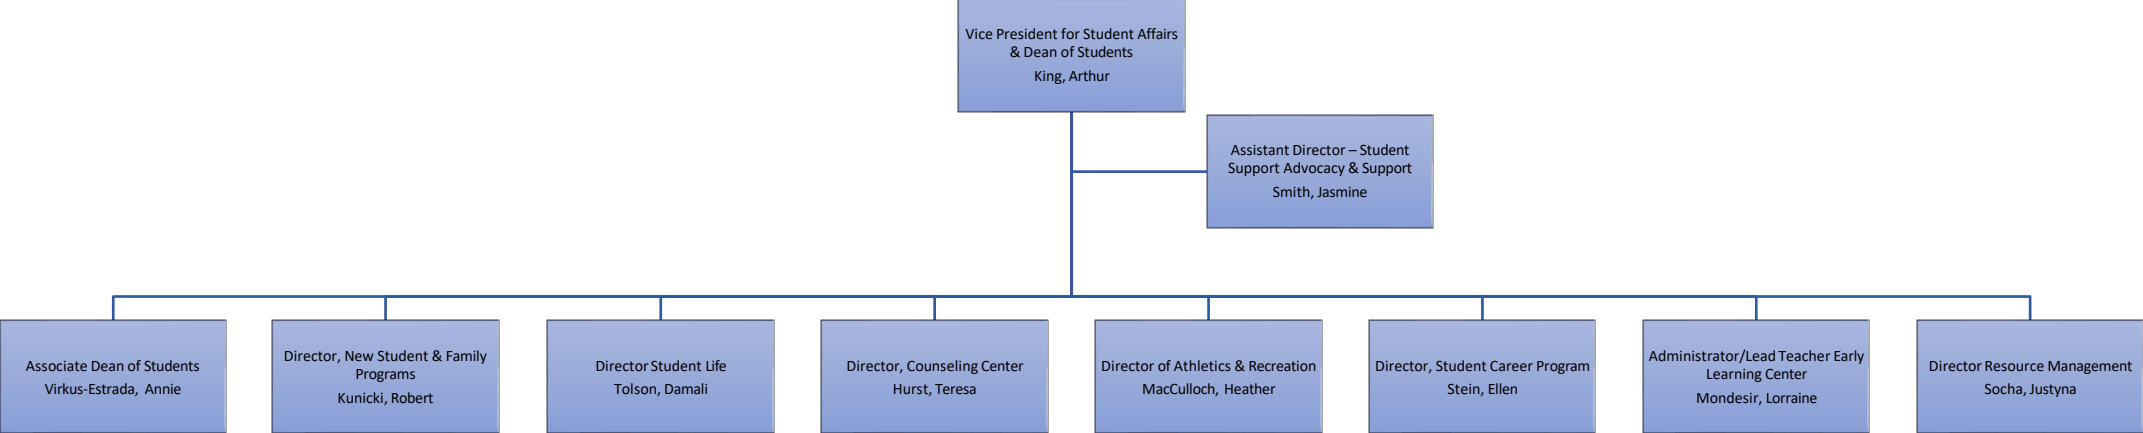 Vice President for Student Affairs
& Dean of Students
King, Arthur
Assistant Director – Student
Support Advocacy & Support
Smith, Jasmine
Associate Dean of Students
Virkus-Estrada, Annie
Director, New Student & Family
Programs
Kunicki, Robert
Director Student Life
Tolson, Damali
Director, Counseling Center
Hurst, Teresa
Director of Athletics & Recreation
MacCulloch, Heather
Director, Student Career Program
Stein, Ellen
Administrator/Lead Teacher Early
Learning Center
Mondesir, Lorraine
Director Resource Management
Socha, Justyna